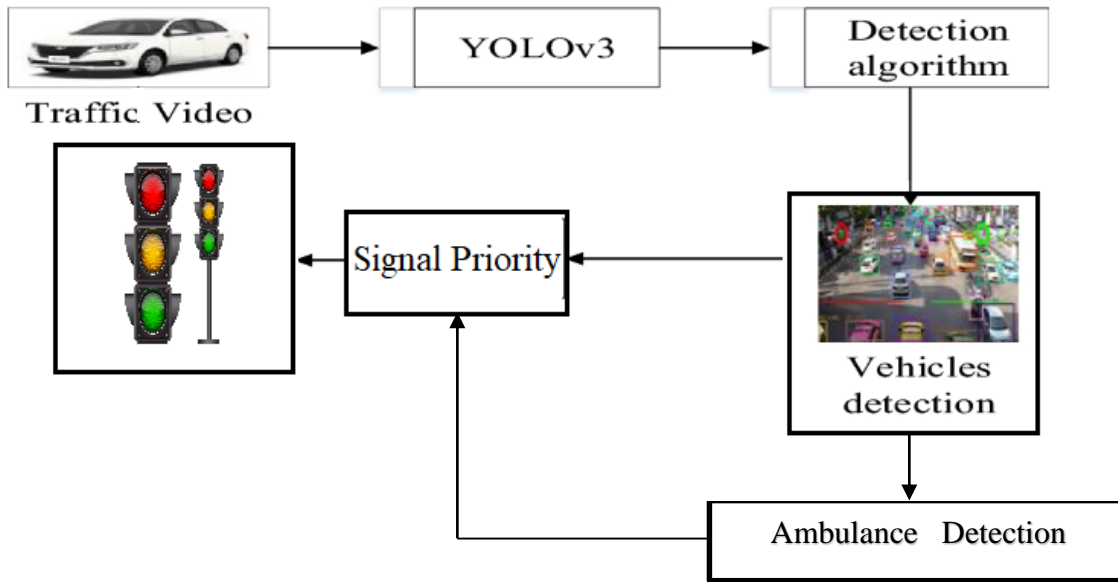 YOLOv3
Detection
algorithm
Traffic Video
Signal Priority
Vehicles
detection
Ambulance Detection